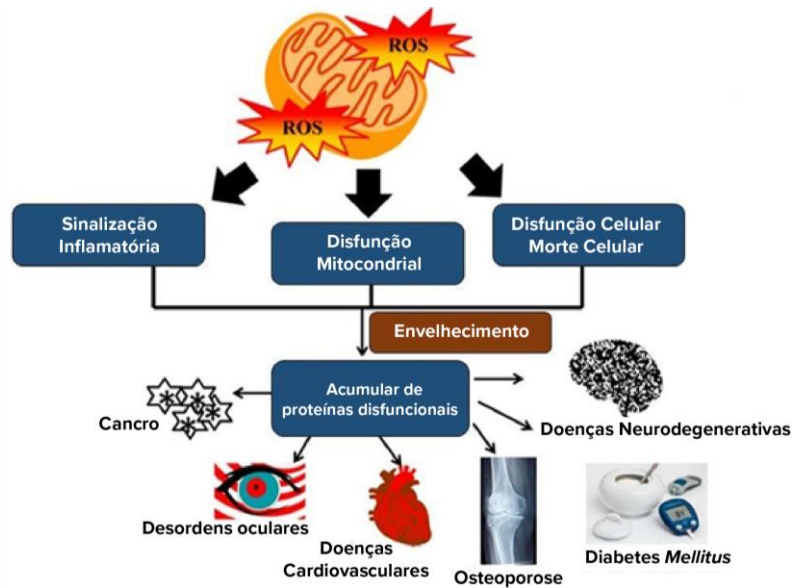 ROS
ROS
Sinalização
Inflamatória
Disfunção
Mitocondrial
Disfunção Celular
Morte Celular
Envelhecimento
Acumular de
proteínas disfuncionais
Cancro
Doenças Neurodegenerativas
Desordens oculares
Doenças
Cardiovasculares
Osteoporose
Diabetes Mellitus